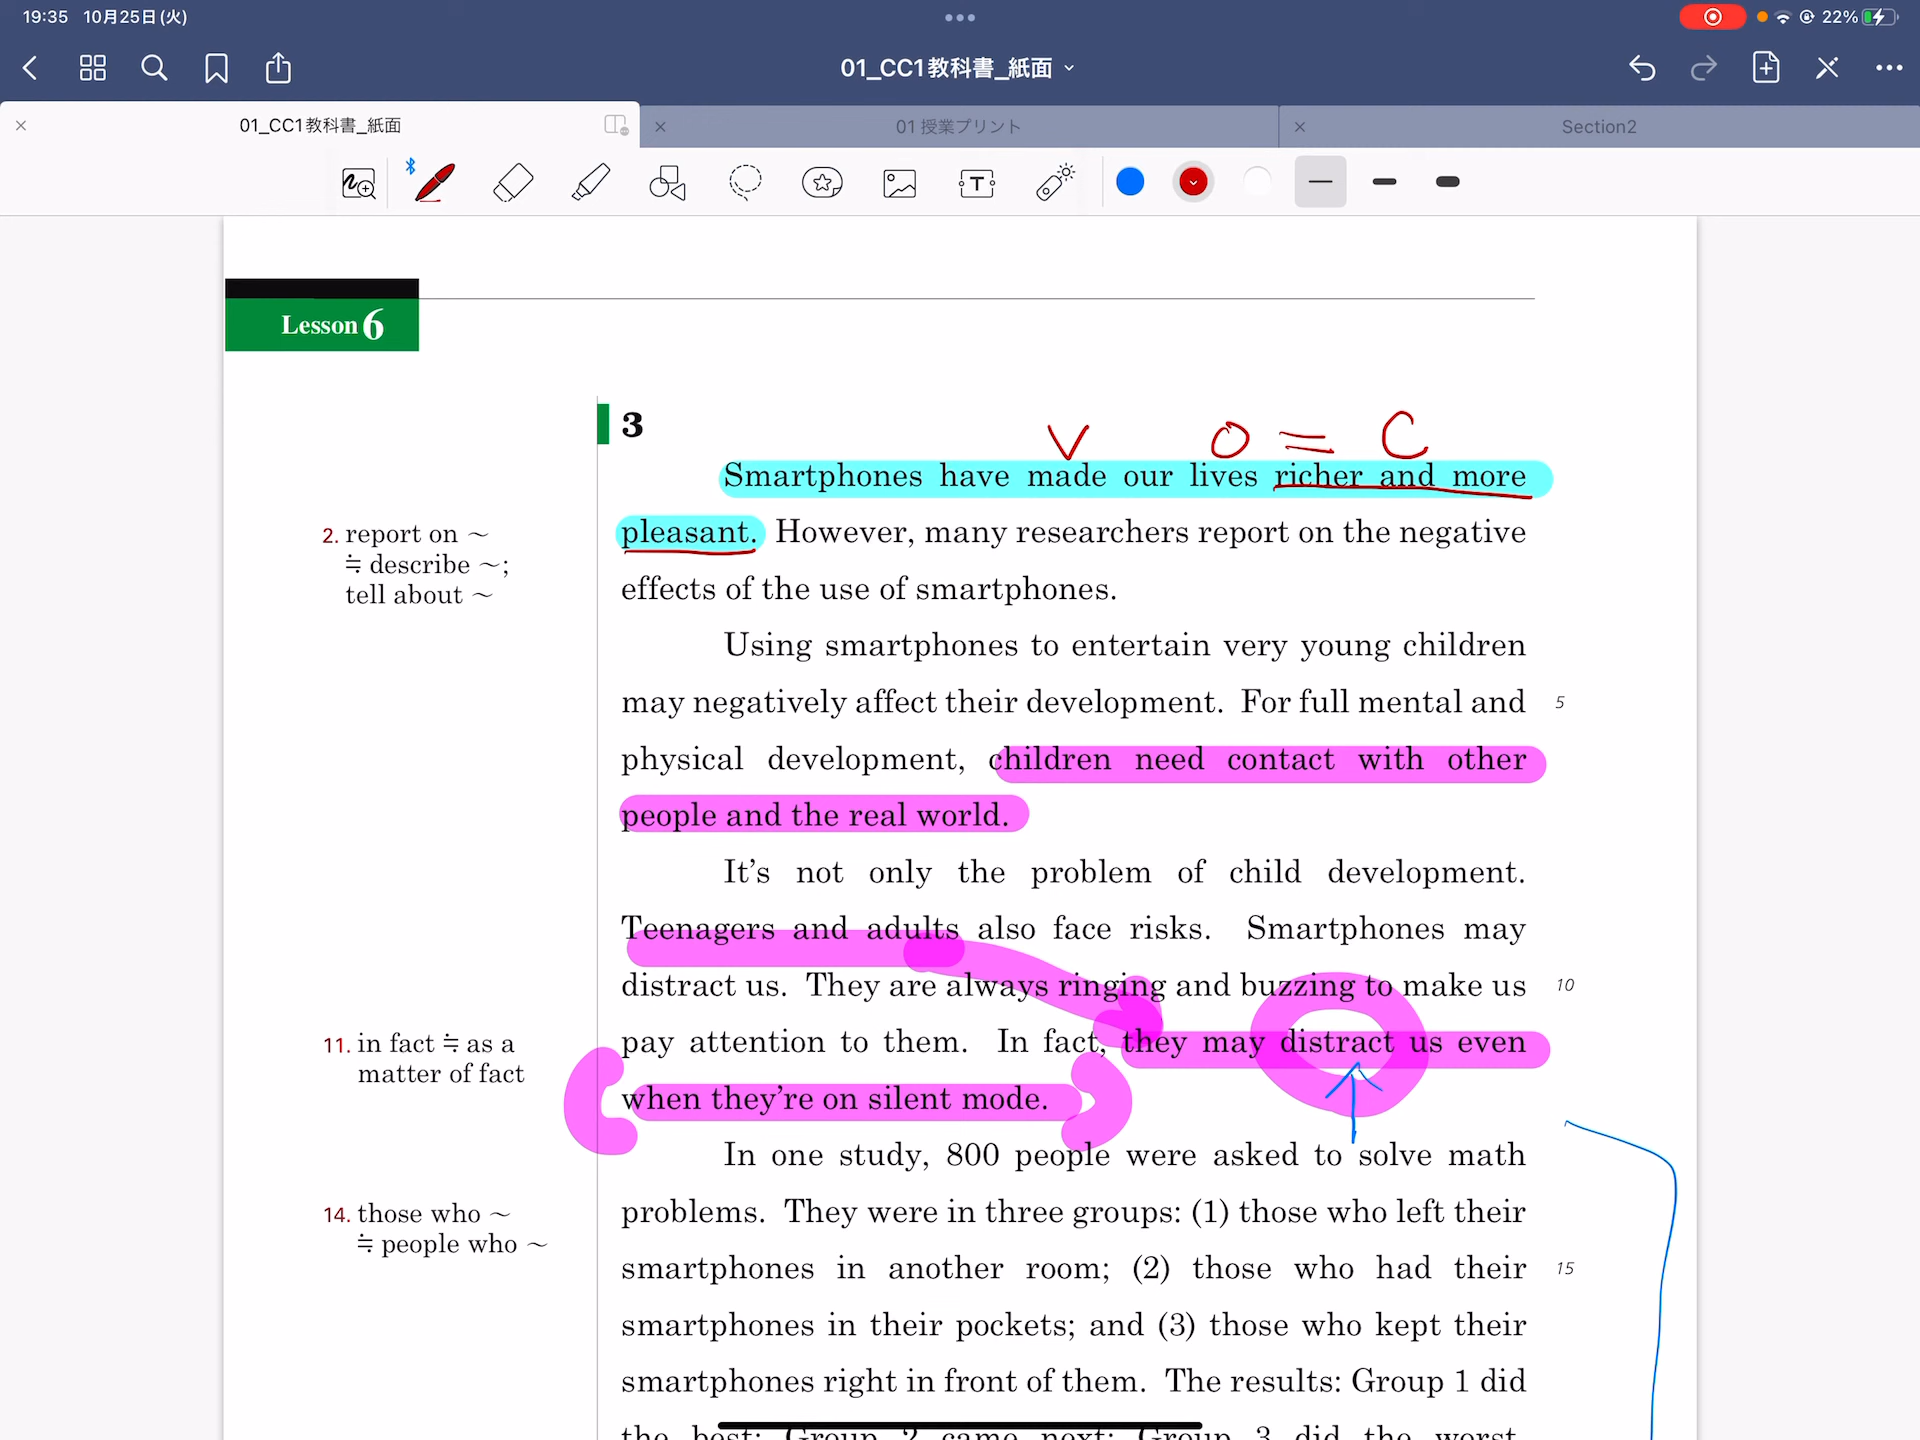 19:35 10月25日(火)
22%
01_CC1教科書_紙面
01_CC1教科書_紙面
01 授業プリント
Section2
Lesson 6
3
V O = C
Smartphones have made our lives richer and more
pleasant. However, many researchers report on the negative
effects of the use of smartphones.
2. report on ~
≒ describe ~;
tell about ~
Using smartphones to entertain very young children
may negatively affect their development. For full mental and 5
physical development, children need contact with other
people and the real world.
It's not only the problem of child development.
Teenagers and adults also face risks. Smartphones may
distract us. They are always ringing and buzzing to make us 10
pay attention to them. In fact, they may distract us even
when they're on silent mode.
11. in fact ≒ as a
matter of fact
In one study, 800 people were asked to solve math
problems. They were in three groups: (1) those who left their
smartphones in another room; (2) those who had their 15
smartphones in their pockets; and (3) those who kept their
smartphones right in front of them. The results: Group 1 did
the best; Group 2 came next; Group 3 did the worst.
14. those who ~
≒ people who ~